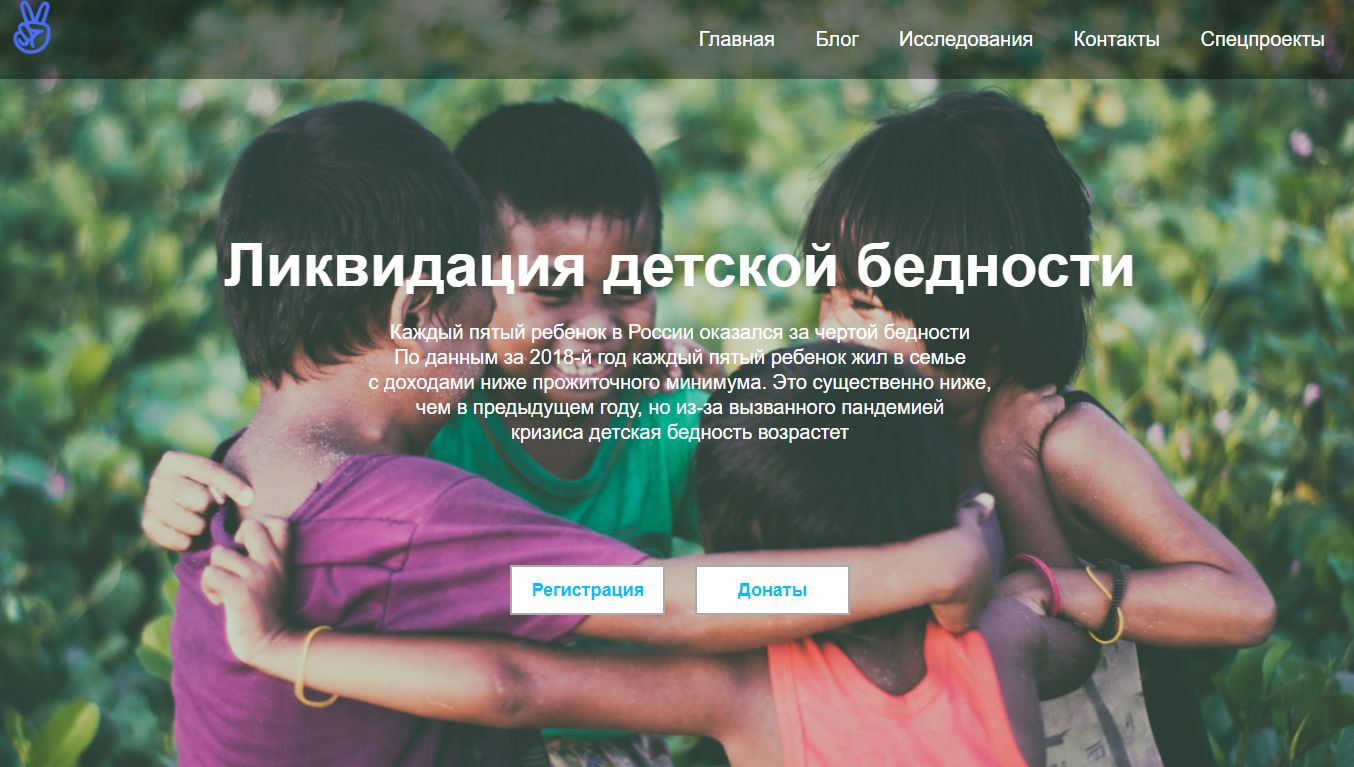 Главная Блог Исследования Контакты Спецпроекты
Ликвидация детской бедности
Каждый пятый ребенок в России оказался за чертой бедности
По данным за 2018-й год каждый пятый ребенок жил в семье
с доходами ниже прожиточного минимума. Это существенно ниже,
чем в предыдущем году, но из-за вызванного пандемией
кризиса детская бедность возрастет
Регистрация Донаты